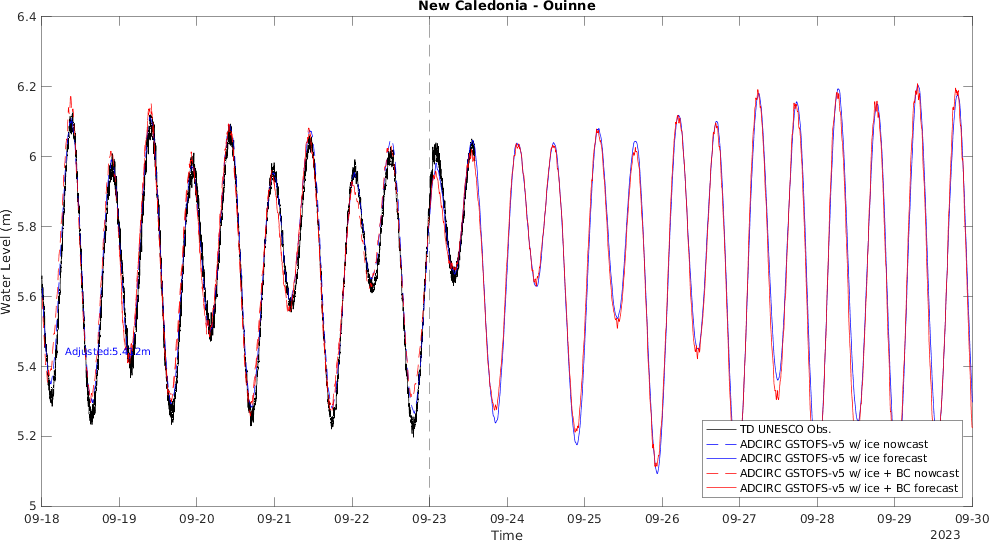 New Caledonia - Ouinne
6.4
6.2
6
5.8
5.6
5.4
5.2
5
Water Level (m)
TD UNESCO Obs.
ADCIRC GSTOFS-v5 w/ ice nowcast
ADCIRC GSTOFS-v5 w/ ice forecast
ADCIRC GSTOFS-v5 w/ ice + BC nowcast
ADCIRC GSTOFS-v5 w/ ice + BC forecast
09-18 09-19 09-20 09-21 09-22 09-23 09-24 09-25 09-26 09-27 09-28 09-29 09-30
Time
2023